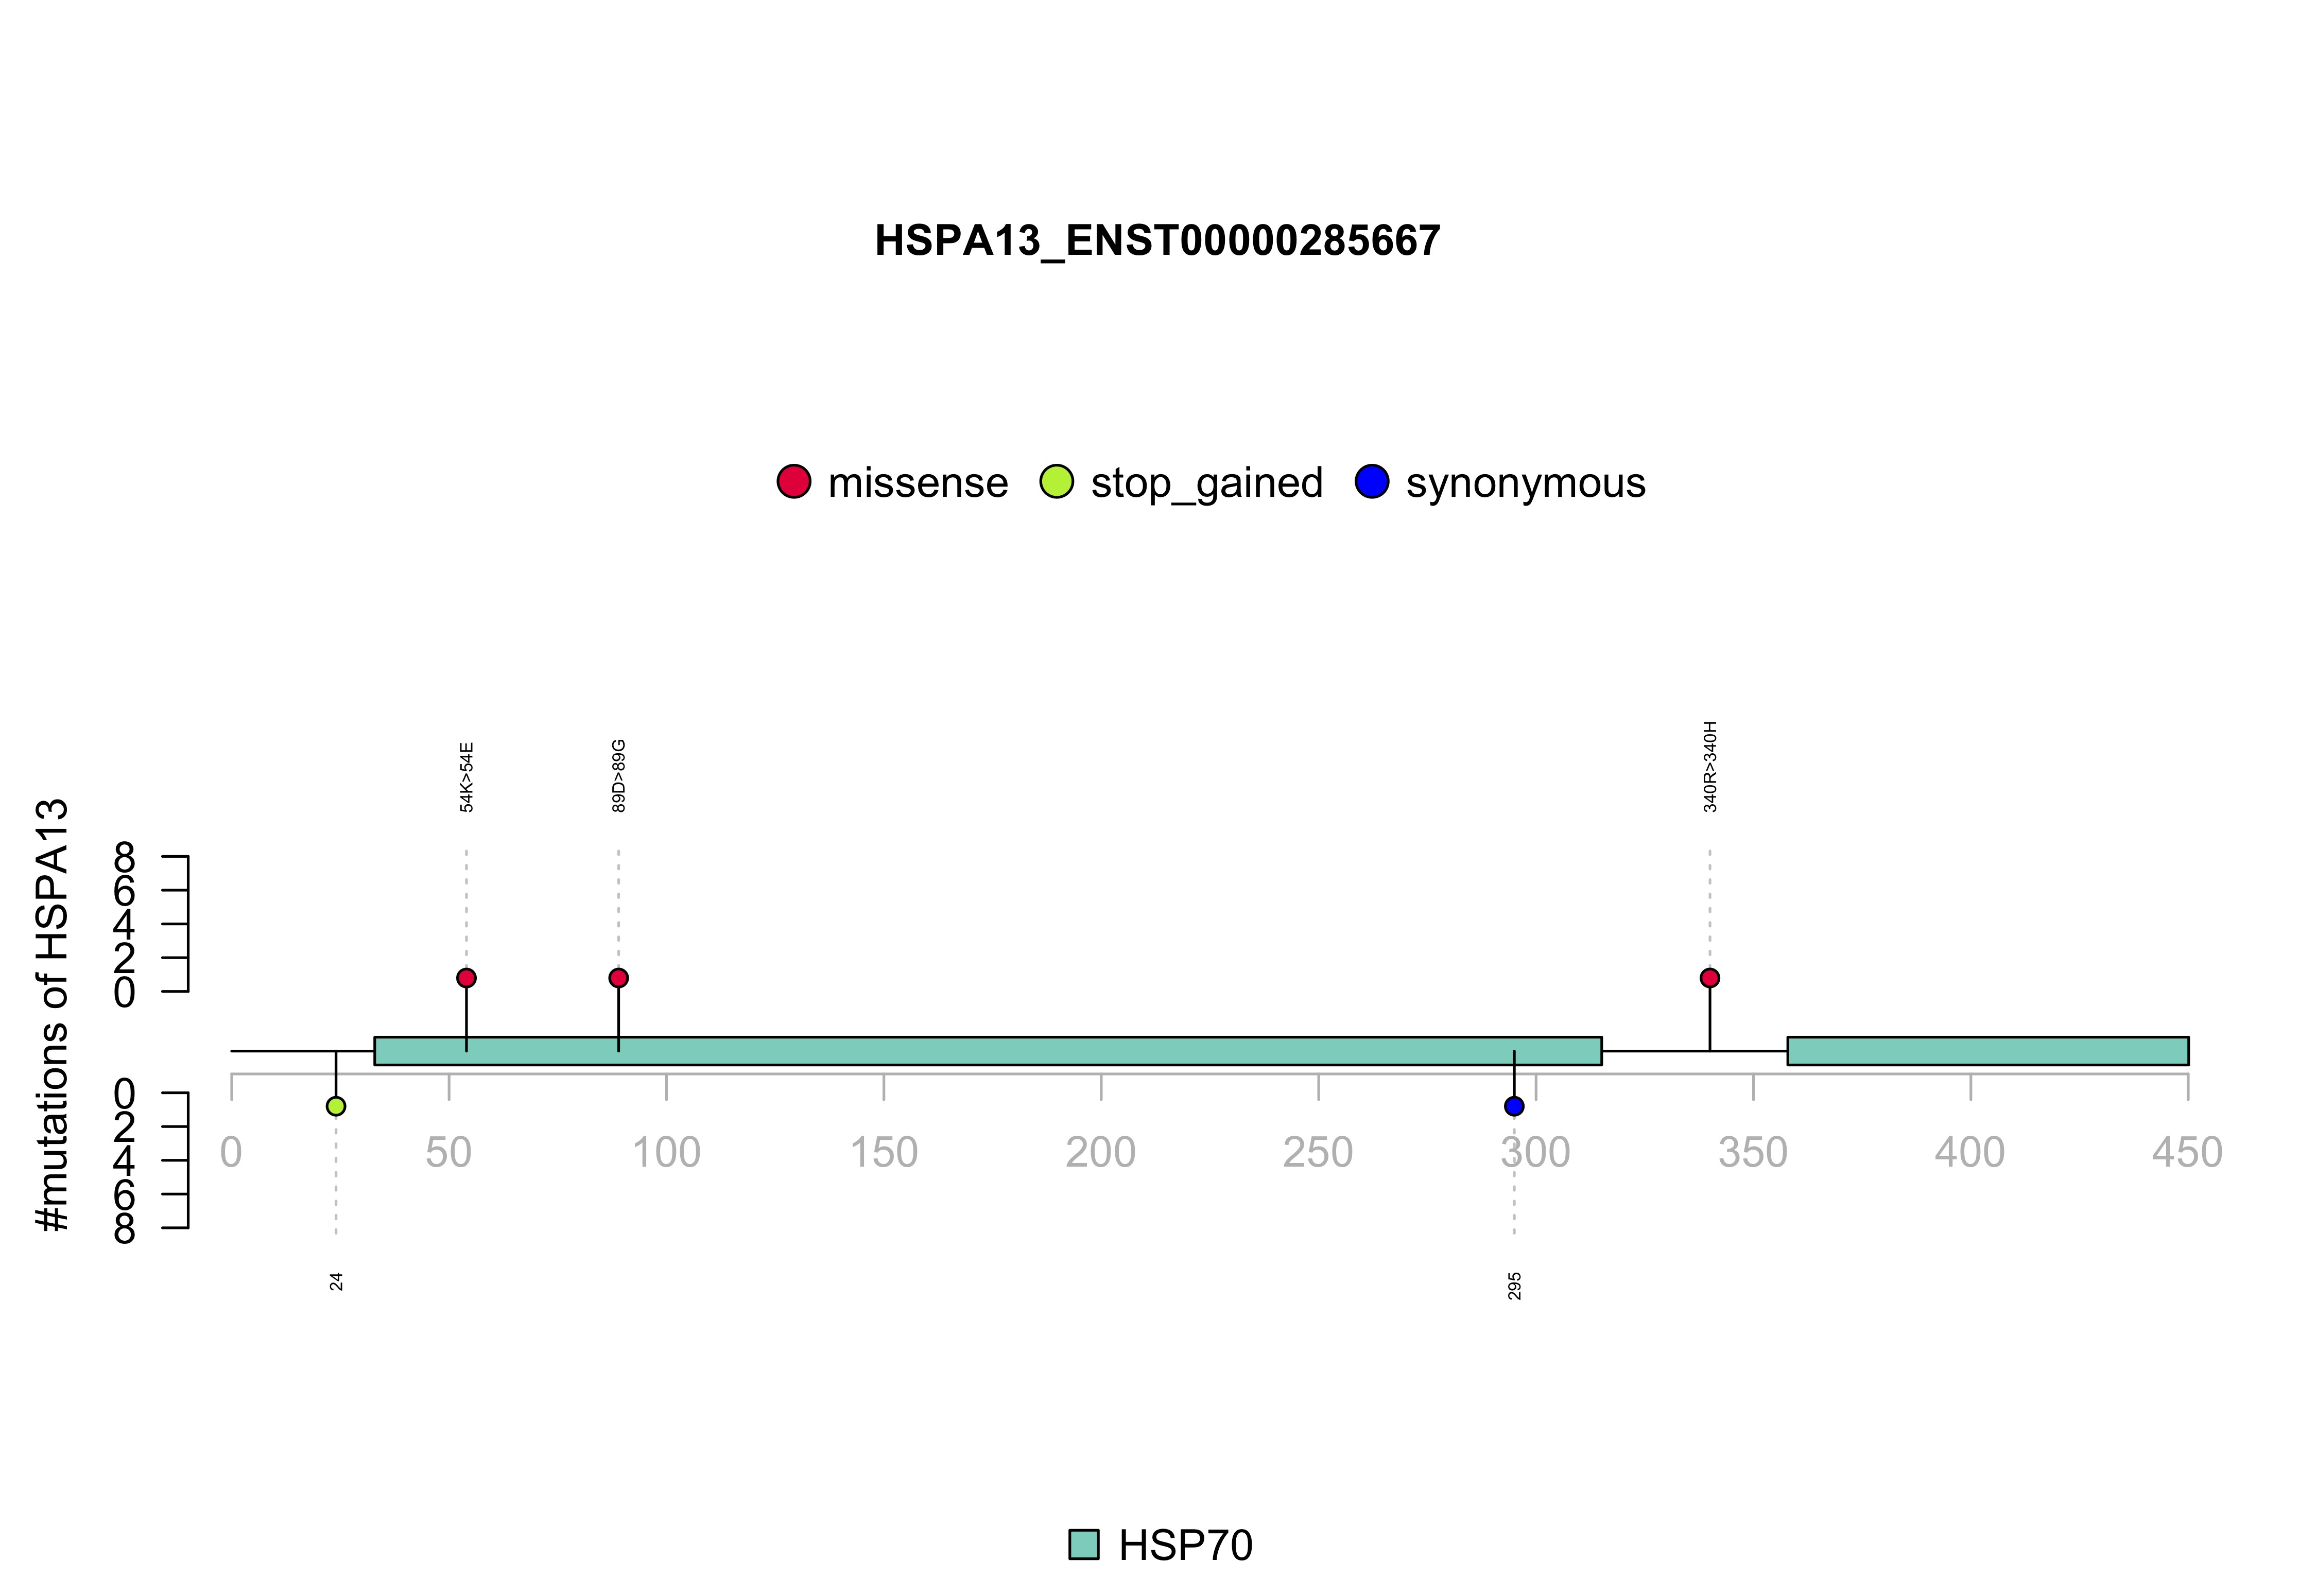 HSPA13_ENST00000285667
missense stop_gained synonymous
54K>54E 89D>89G 340R>340H
#mutations of HSPA13
8
6
4
2
0
0
2
4
6
8
0 50 100 150 200 250 300 350 400 450
24 295
HSP70